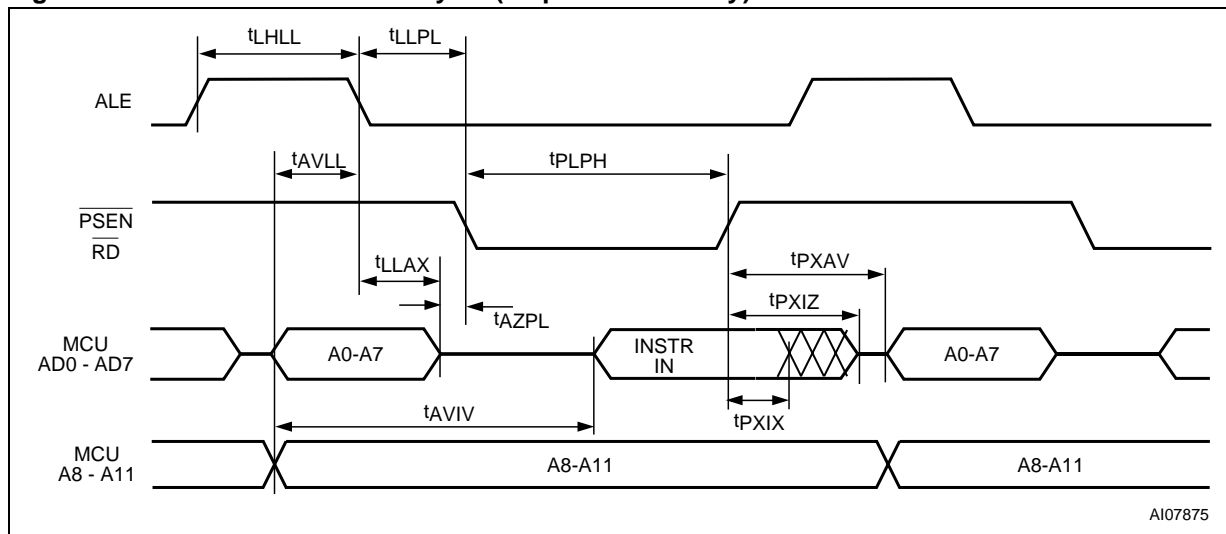 tLHLL tLLPL
ALE
tAVLL tPLPH
PSEN
RD
tLLAX tPXAV
tPXIZ
tAZPL
MCU
AD0 - AD7
A0-A7
INSTR
IN
A0-A7
tAVIV tPXIX
MCU
A8 - A11
A8-A11 A8-A11
AI07875